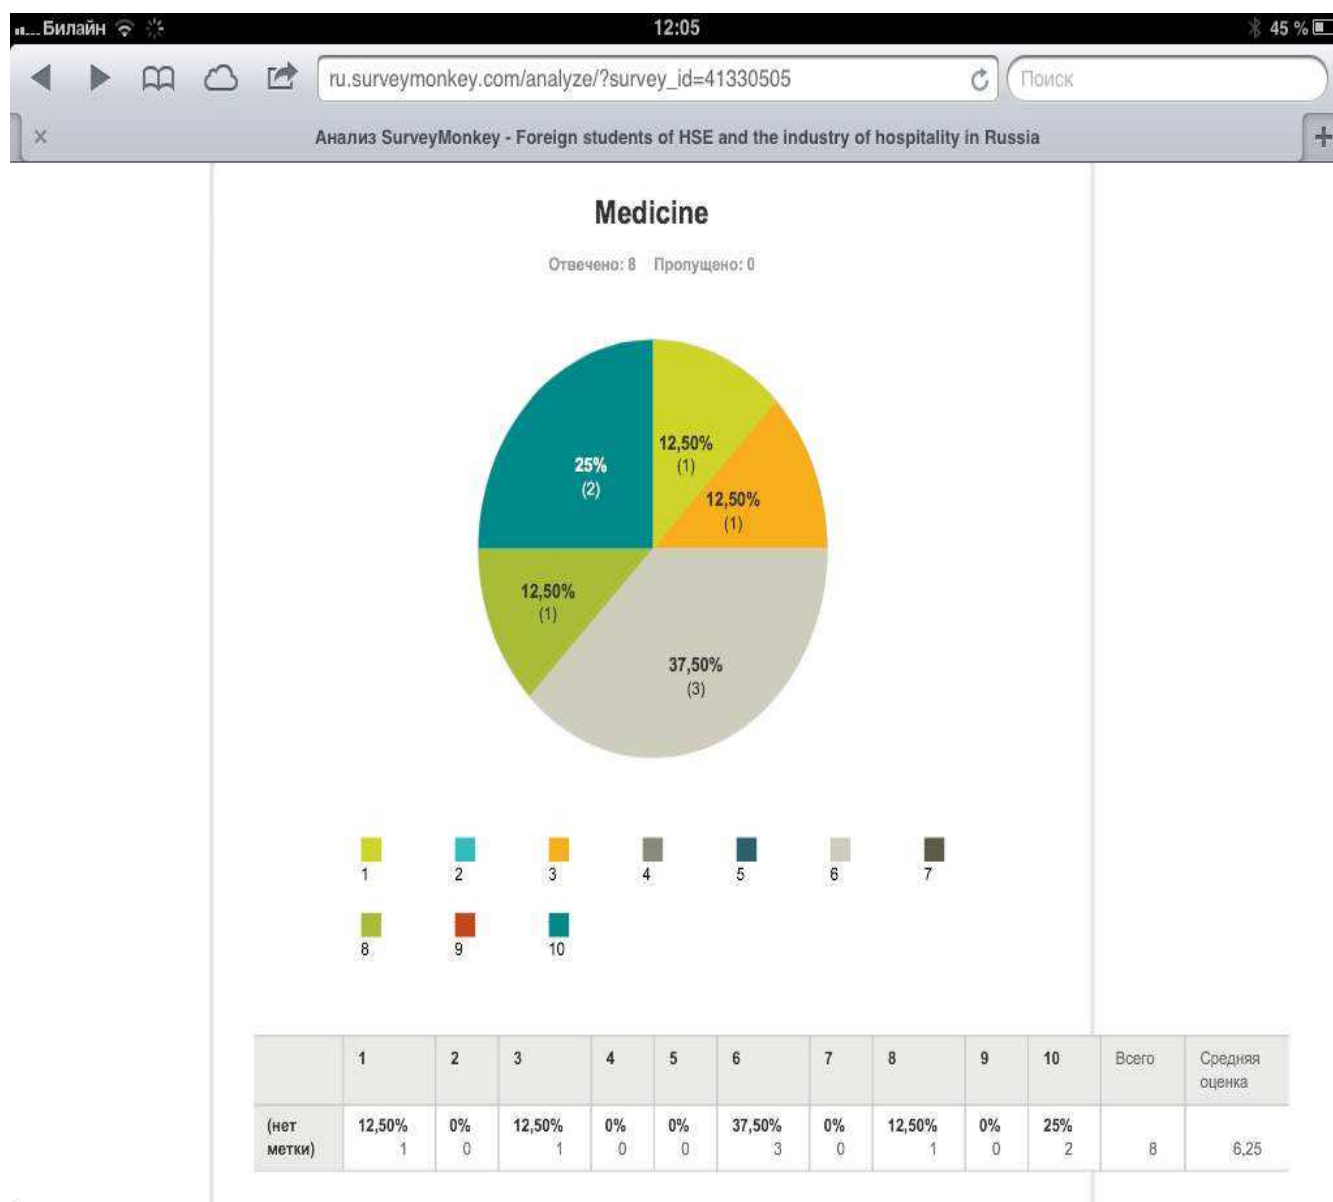 Билайн 12:05 45 %
ru.surveymonkey.com/analyze/?survey_id=41330505 Поиск
Анализ SurveyMonkey - Foreign students of HSE and the industry of hospitality in Russia
Medicine
Отвечено: 8 Пропущено: 0
12,50%
(1)
25%
(2)
12,50%
(1)
12,50%
(1)
37,50%
(3)
1 2 3 4 5 6 7
8 9 10
1 2 3 4 5 6 7 8 9 10 Всего Средняя
оценка
(нет 12,50% 0% 12,50% 0% 0% 37,50% 0% 12,50% 0% 25%
метки) 1 0 1 0 0 3 0 1 0 2 8 6,25